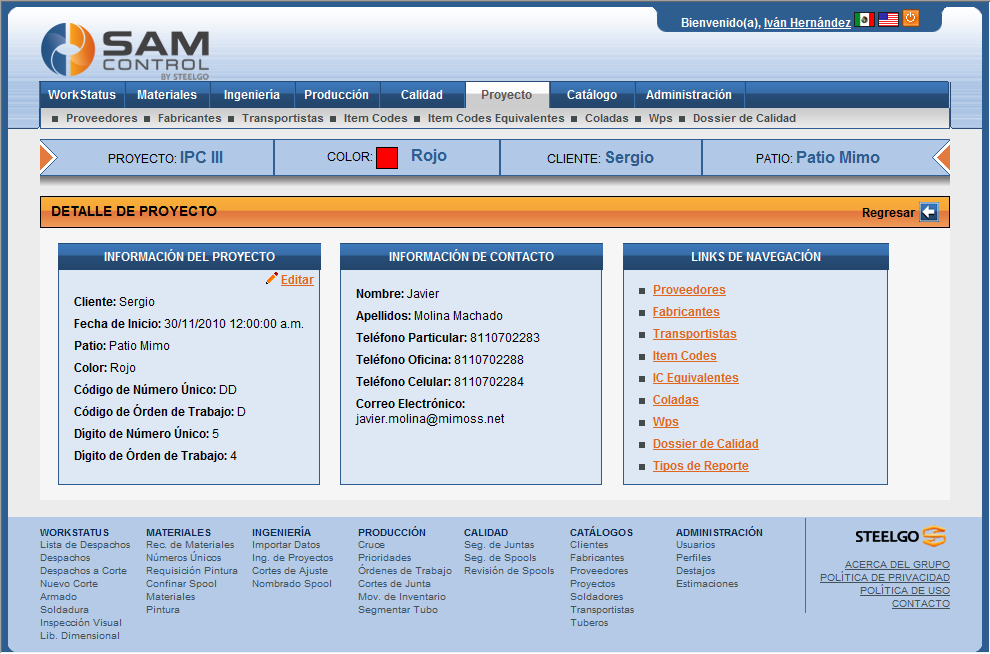 Bienvenido(a), Iván Hernández
SAM
CONTROL
BY STEELGO
WorkStatus Materiales Ingeniería Producción Calidad Proyecto Catálogo Administración
Proveedores Fabricantes Transportistas Item Codes Item Codes Equivalentes Coladas Wps Dossier de Calidad
PROYECTO: IPC III COLOR: Rojo CLIENTE: Sergio PATIO: Patio Mimo
DETALLE DE PROYECTO Regresar
INFORMACIÓN DEL PROYECTO
Editar
Cliente: Sergio
Fecha de Inicio: 30/11/2010 12:00:00 a.m.
Patio: Patio Mimo
Color: Rojo
Código de Número Único: DD
Código de Órden de Trabajo: D
Dígito de Número Único: 5
Dígito de Órden de Trabajo: 4
INFORMACIÓN DE CONTACTO
Nombre: Javier
Apellidos: Molina Machado
Teléfono Particular: 8110702283
Teléfono Oficina: 8110702288
Teléfono Celular: 8110702284
Correo Electrónico:
javier.molina@mimoss.net
LINKS DE NAVEGACIÓN
Proveedores
Fabricantes
Transportistas
Item Codes
IC Equivalentes
Coladas
Wps
Dossier de Calidad
Tipos de Reporte
WORKSTATUS
Lista de Despachos
Despachos
Despachos a Corte
Nuevo Corte
Armado
Soldadura
Inspección Visual
Lib. Dimensional
MATERIALES
Rec. de Materiales
Números Únicos
Requisición Pintura
Confinar Spool
Materiales
Pintura
INGENIERÍA
Importar Datos
Ing. de Proyectos
Cortes de Ajuste
Nombrado Spool
PRODUCCIÓN
Cruce
Prioridades
Órdenes de Trabajo
Cortes de Junta
Mov. de Inventario
Segmentar Tubo
CALIDAD
Seg. de Juntas
Seg. de Spools
Revisión de Spools
CATÁLOGOS
Clientes
Fabricantes
Proveedores
Proyectos
Soldadores
Transportistas
Tuberos
ADMINISTRACIÓN
Usuarios
Perfiles
Destajos
Estimaciones
STEELGO
ACERCA DEL GRUPO
POLÍTICA DE PRIVACIDAD
POLÍTICA DE USO
CONTACTO